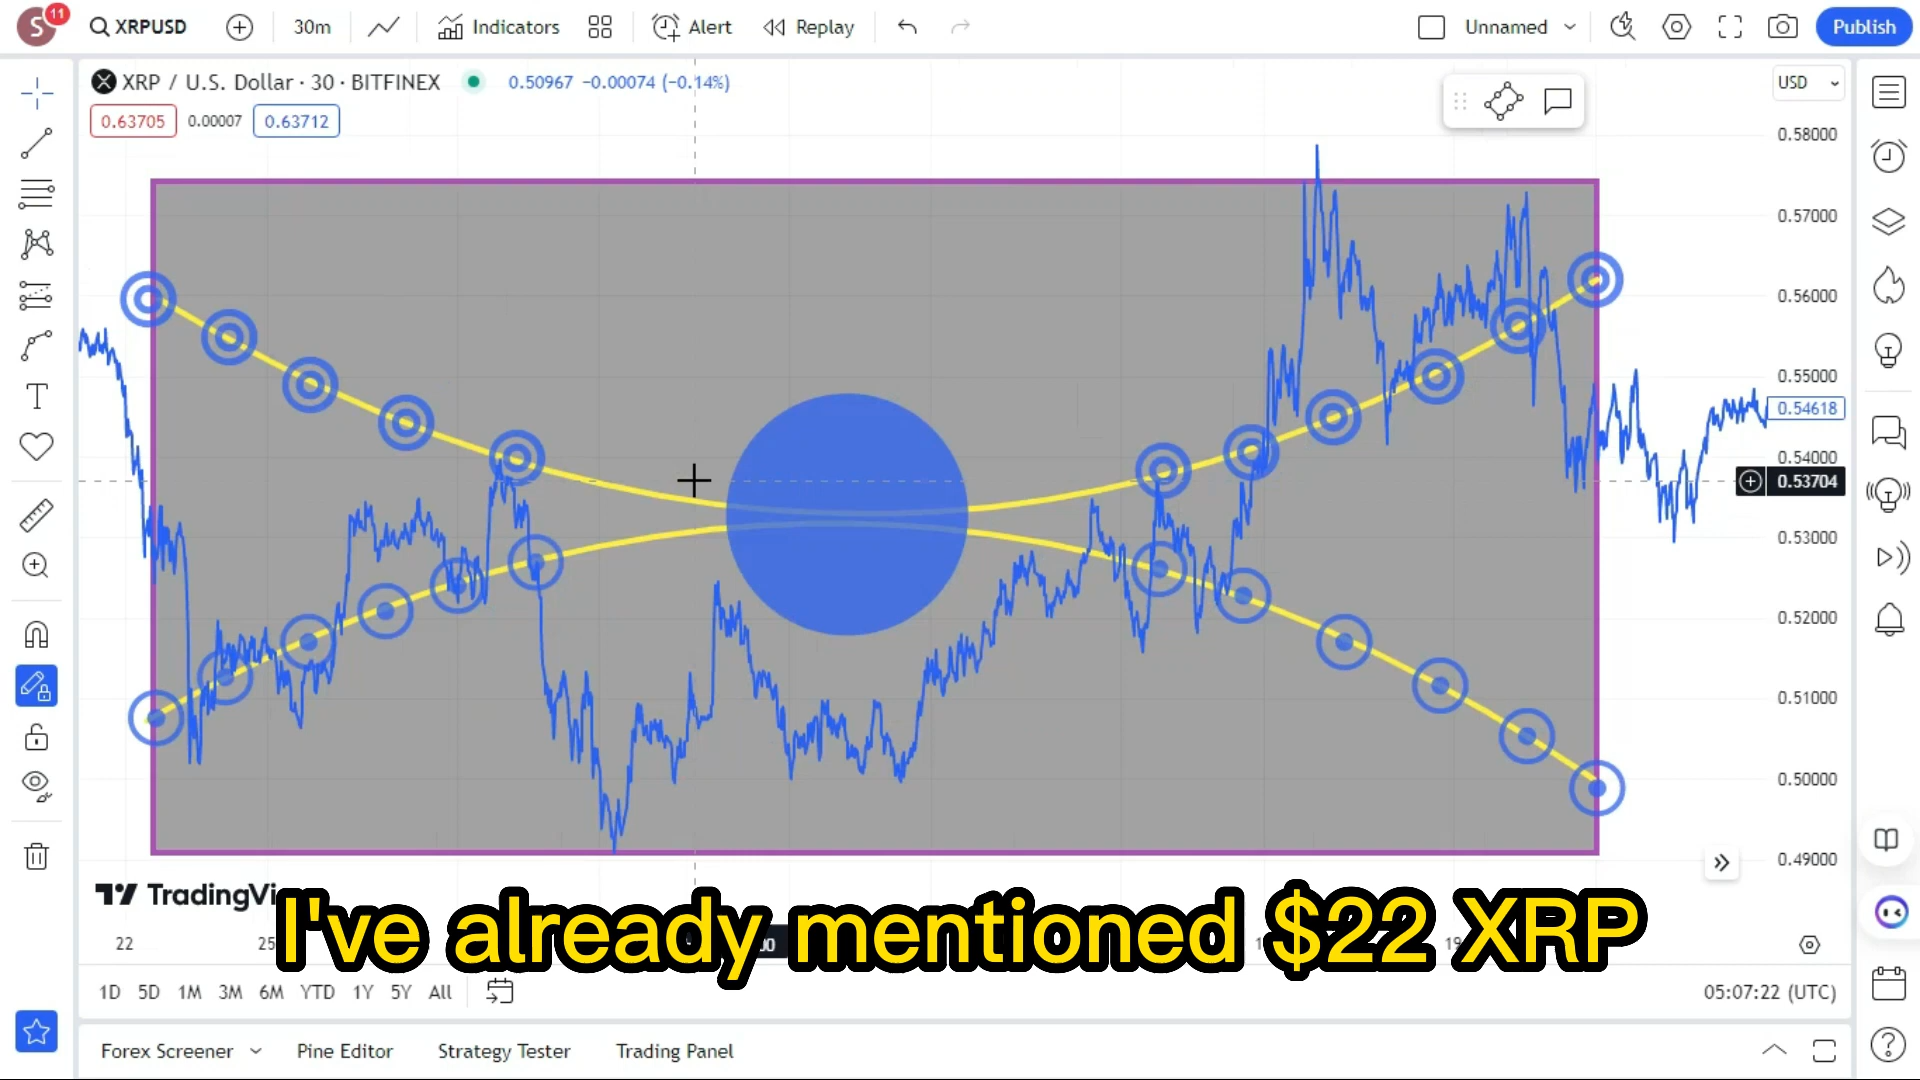 S
11
XRPUSD
30m
Indicators
Alert
Replay
Unnamed
Publish
XRP / U.S. Dollar · 30 · BITFINEX
0.50967 −0.00074 (−0.14%)
0.63705
0.00007
0.63712
USD
0.58000
0.57000
0.56000
0.55000
0.54618
0.54000
0.53704
0.53000
0.52000
0.51000
0.50000
0.49000
TradingVi
I've already mentioned $22 XRP
22
25
00
19
1D 5D 1M 3M 6M YTD 1Y 5Y All
05:07:22 (UTC)
Forex Screener
Pine Editor
Strategy Tester
Trading Panel